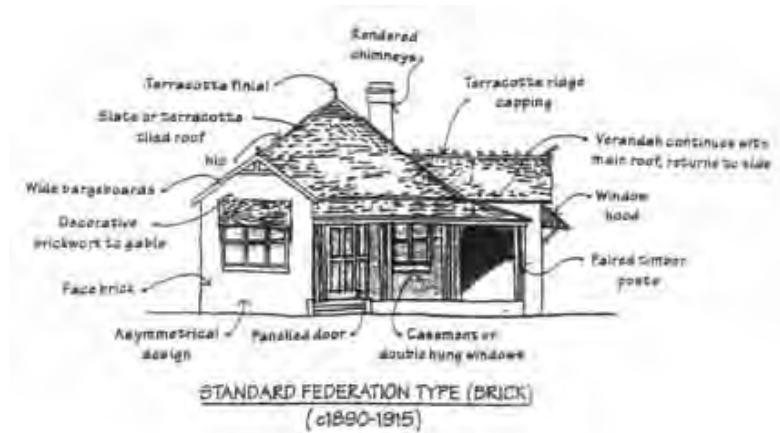 Rendered
chimneys
Terracotta finial
Terracotta ridge
capping
Slate or terracotta
tiled roof
hip
Verandah continues with
main roof, returns to side
Wide bargeboards
Window
hood
Decorative
brickwork to gable
Paired timber
posts
Face brick
Asymmetrical
design
Panelled door
Casement or
double hung windows
STANDARD FEDERATION TYPE (BRICK)
(c1890-1915)